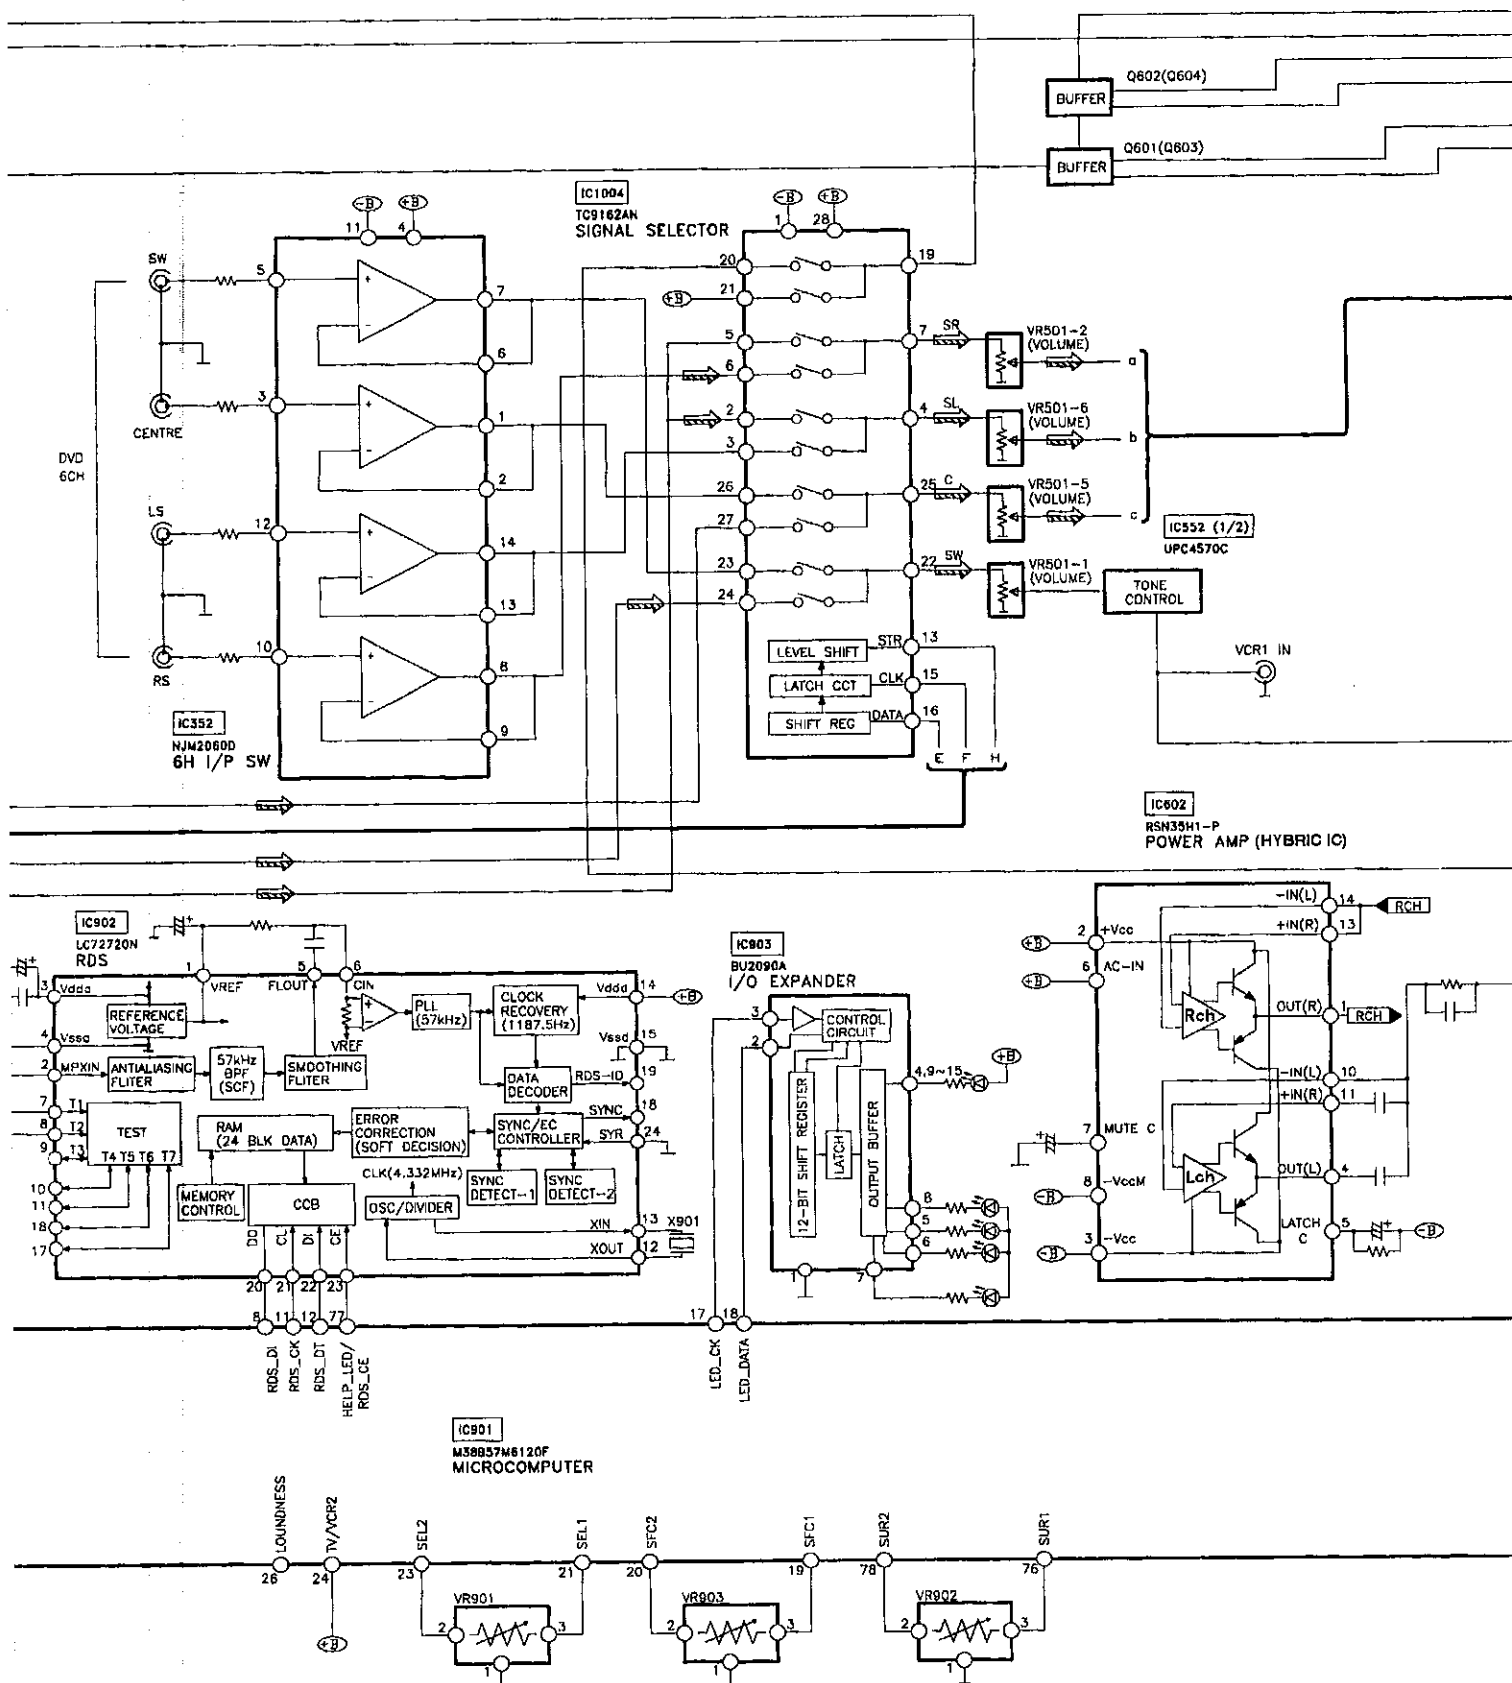 Q602(Q604)
BUFFER
Q601(Q603)
BUFFER
IC1004
TC9162AN
SIGNAL SELECTOR
-B +B
11 4
-B +B
1 28
SW
5
+
-
7
6
20
19
+B
21
5
7 SR
VR501-2
(VOLUME)
a
6
3
CENTRE
+
-
1
2
2
4 SL
VR501-6
(VOLUME)
b
3
DVD
6CH
26
25 C
VR501-5
(VOLUME)
c
27
LS
12
+
-
14
13
23
22 SW
VR501-1
(VOLUME)
24
IC552 (1/2)
UPC4570C
TONE
CONTROL
10
RS
+
-
8
9
LEVEL SHIFT
STR
13
LATCH CCT
CLK
15
SHIFT REG
DATA
16
E F H
VCR1 IN
IC352
NJM2060D
6H I/P SW
IC602
RSN35H1-P
POWER AMP (HYBRIC IC)
IC902
LC72720N
RDS
1
VREF
5
FLOUT
6
CIN
3
Vdda
REFERENCE
VOLTAGE
4
Vssa
2
MPXIN
ANTIALIASING
FLITER
57kHz
BPF
(SCF)
SMOOTHING
FLITER
VREF
+
-
PLL
(57kHz)
CLOCK
RECOVERY
(1187.5Hz)
Vddd
14
+B
Vssd
15
DATA
DECODER
RDS-ID
19
7
T1
8
T2
9
T3
TEST
T4 T5 T6 T7
10
11
18
17
RAM
(24 BLK DATA)
ERROR
CORRECTION
(SOFT DECISION)
SYNC/EC
CONTROLLER
SYNC
18
SYR
24
MEMORY
CONTROL
CCB
CLK(4.332MHz)
OSC/DIVIDER
SYNC
DETECT-1
SYNC
DETECT-2
XIN
13
X901
XOUT
12
DO CL DI CE
20 21 22 23
8 11 12 77
RDS_DI
RDS_CK
RDS_DT
HELP_LED/
RDS_CE
IC903
BU2090A
I/O EXPANDER
3
2
CONTROL
CIRCUIT
12-BIT SHIFT REGISTER
LATCH
OUTPUT BUFFER
4,9~15
+B
8
5
6
1
7
17 18
LED_CK
LED_DATA
+B
2
+Vcc
+B
6
AC-IN
7
MUTE C
-B
8
-VccM
-B
3
-Vcc
-IN(L)
14
RCH
+IN(R)
13
Rch
OUT(R)
1
RCH
-IN(L)
10
+IN(R)
11
Lch
OUT(L)
4
LATCH
C
5
-B
IC901
M38B57M6120F
MICROCOMPUTER
LOUNDNESS
26
TV/VCR2
24
+B
SEL2
23
SEL1
21
SFC2
20
SFC1
19
SUR2
78
SUR1
76
VR901
2
3
1
VR903
2
3
1
VR902
2
3
1